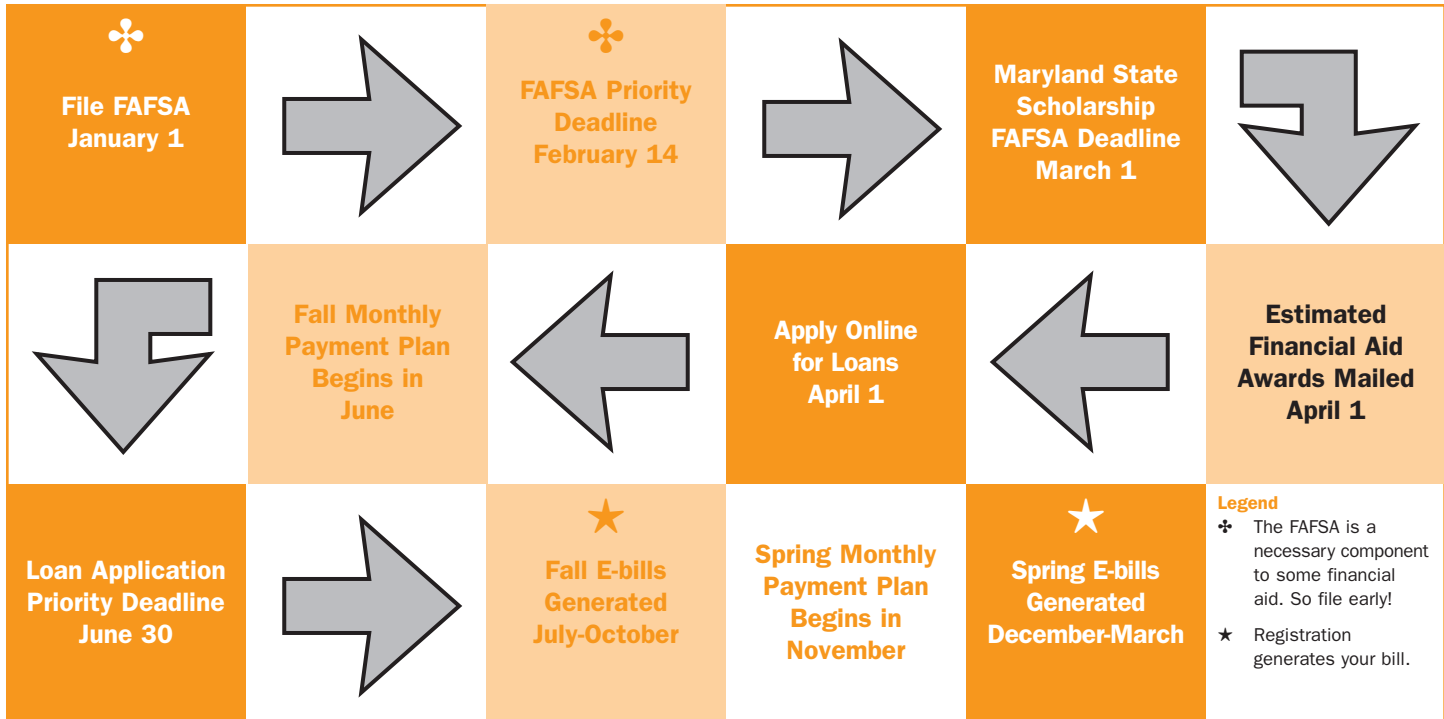 File FAFSA
January 1
FAFSA Priority
Deadline
February 14
Maryland State
Scholarship
FAFSA Deadline
March 1
Estimated
Financial Aid
Awards Mailed
April 1
Apply Online
for Loans
April 1
Fall Monthly
Payment Plan
Begins in
June
Loan Application
Priority Deadline
June 30
★
Fall E-bills
Generated
July-October
Spring Monthly
Payment Plan
Begins in
November
★
Spring E-bills
Generated
December-March
Legend
✣ The FAFSA is a
necessary component
to some financial
aid. So file early!
★ Registration
generates your bill.